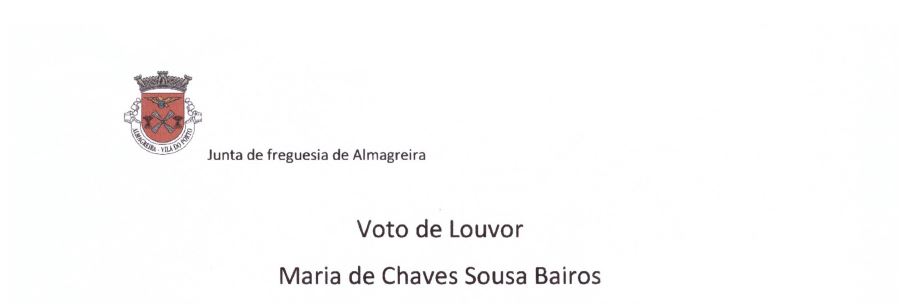 ALMAGREIRA - VILA DO PORTO
Junta de freguesia de Almagreira
Voto de Louvor
Maria de Chaves Sousa Bairos